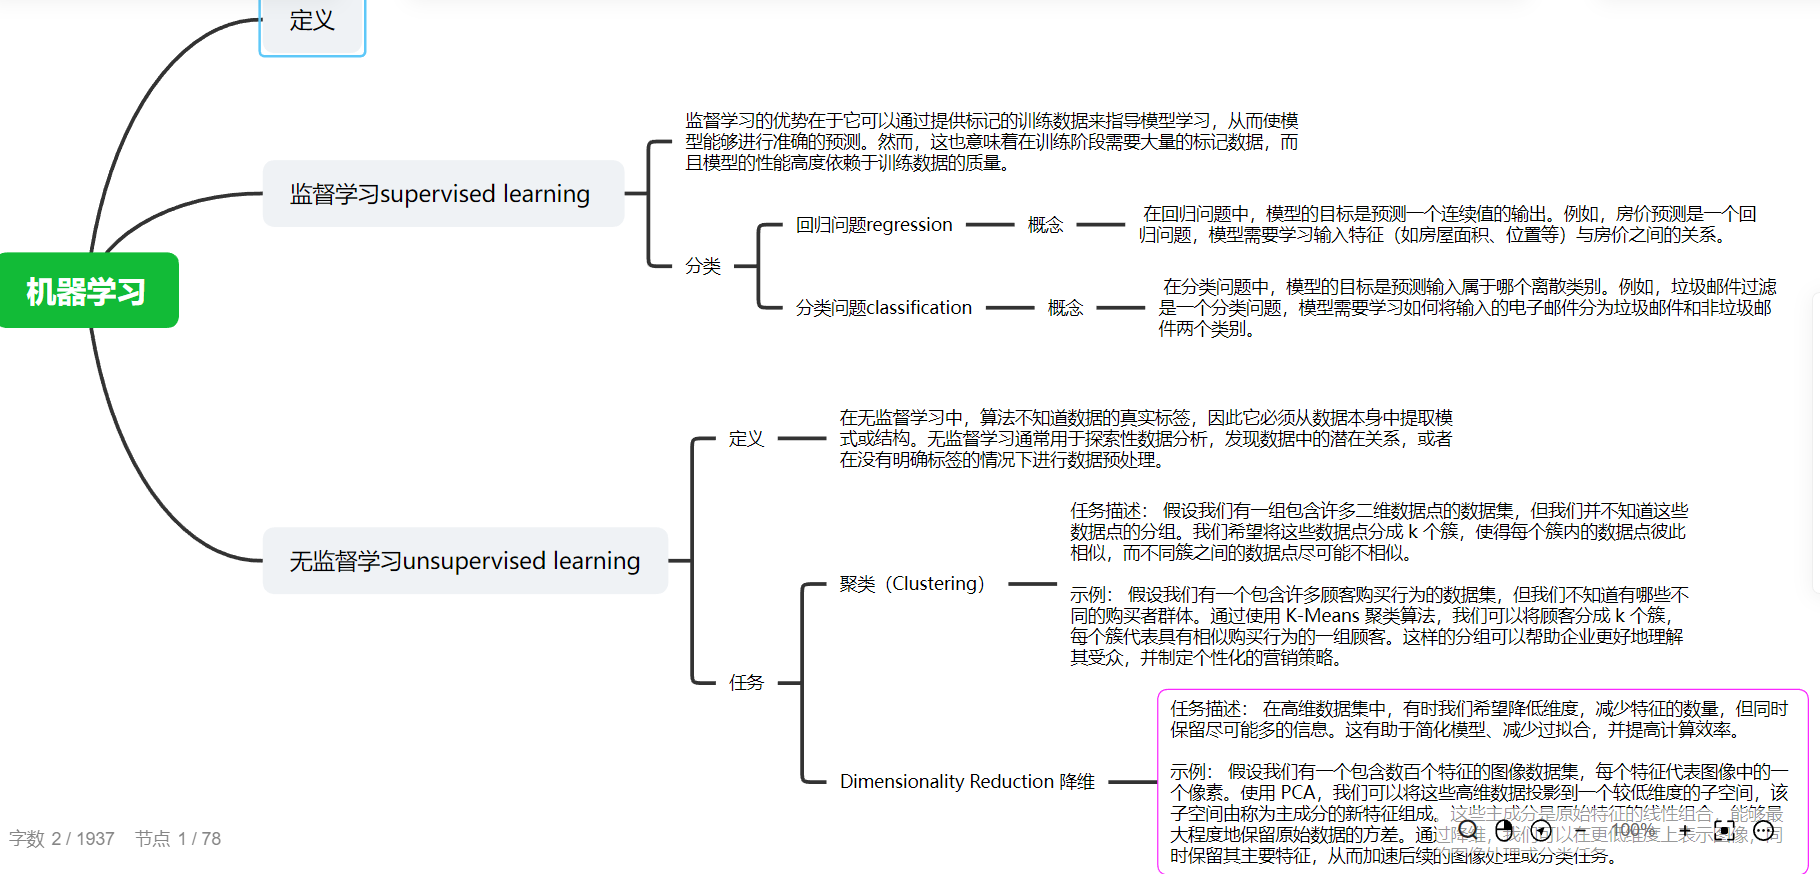 定义
监督学习的优势在于它可以通过提供标记的训练数据来指导模型学习，从而使模
型能够进行准确的预测。然而，这也意味着在训练阶段需要大量的标记数据，而
且模型的性能高度依赖于训练数据的质量。
监督学习supervised learning
回归问题regression
概念
在回归问题中，模型的目标是预测一个连续值的输出。例如，房价预测是一个回
归问题，模型需要学习输入特征（如房屋面积、位置等）与房价之间的关系。
分类
分类问题classification
概念
在分类问题中，模型的目标是预测输入属于哪个离散类别。例如，垃圾邮件过滤
是一个分类问题，模型需要学习如何将输入的电子邮件分为垃圾邮件和非垃圾邮
件两个类别。
机器学习
定义
在无监督学习中，算法不知道数据的真实标签，因此它必须从数据本身中提取模
式或结构。无监督学习通常用于探索性数据分析，发现数据中的潜在关系，或者
在没有明确标签的情况下进行数据预处理。
无监督学习unsupervised learning
聚类（Clustering）
任务描述： 假设我们有一组包含许多二维数据点的数据集，但我们并不知道这些
数据点的分组。我们希望将这些数据点分成 k 个簇，使得每个簇内的数据点彼此
相似，而不同簇之间的数据点尽可能不相似。
示例： 假设我们有一个包含许多顾客购买行为的数据集，但我们不知道有哪些不
同的购买者群体。通过使用 K-Means 聚类算法，我们可以将顾客分成 k 个簇，
每个簇代表具有相似购买行为的一组顾客。这样的分组可以帮助企业更好地理解
其受众，并制定个性化的营销策略。
任务
Dimensionality Reduction 降维
任务描述： 在高维数据集中，有时我们希望降低维度，减少特征的数量，但同时
保留尽可能多的信息。这有助于简化模型、减少过拟合，并提高计算效率。
示例： 假设我们有一个包含数百个特征的图像数据集，每个特征代表图像中的一
个像素。使用 PCA，我们可以将这些高维数据投影到一个较低维度的子空间，该
子空间由称为主成分的新特征组成。这些主成分是原始特征的线性组合，能够最
大程度地保留原始数据的方差。通过降维，我们可以在更低维度上表示图像，同
时保留其主要特征，从而加速后续的图像处理或分类任务。
字数 2 / 1937 节点 1 / 78
100%